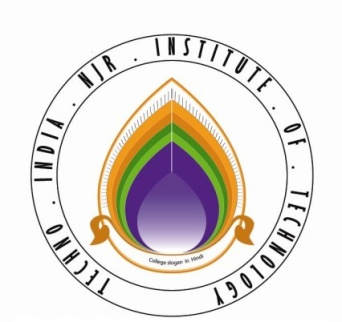 TECHNO . INDIA . NJR . INSTITUTE . OF . TECHNOLOGY
College slogan in Hindi